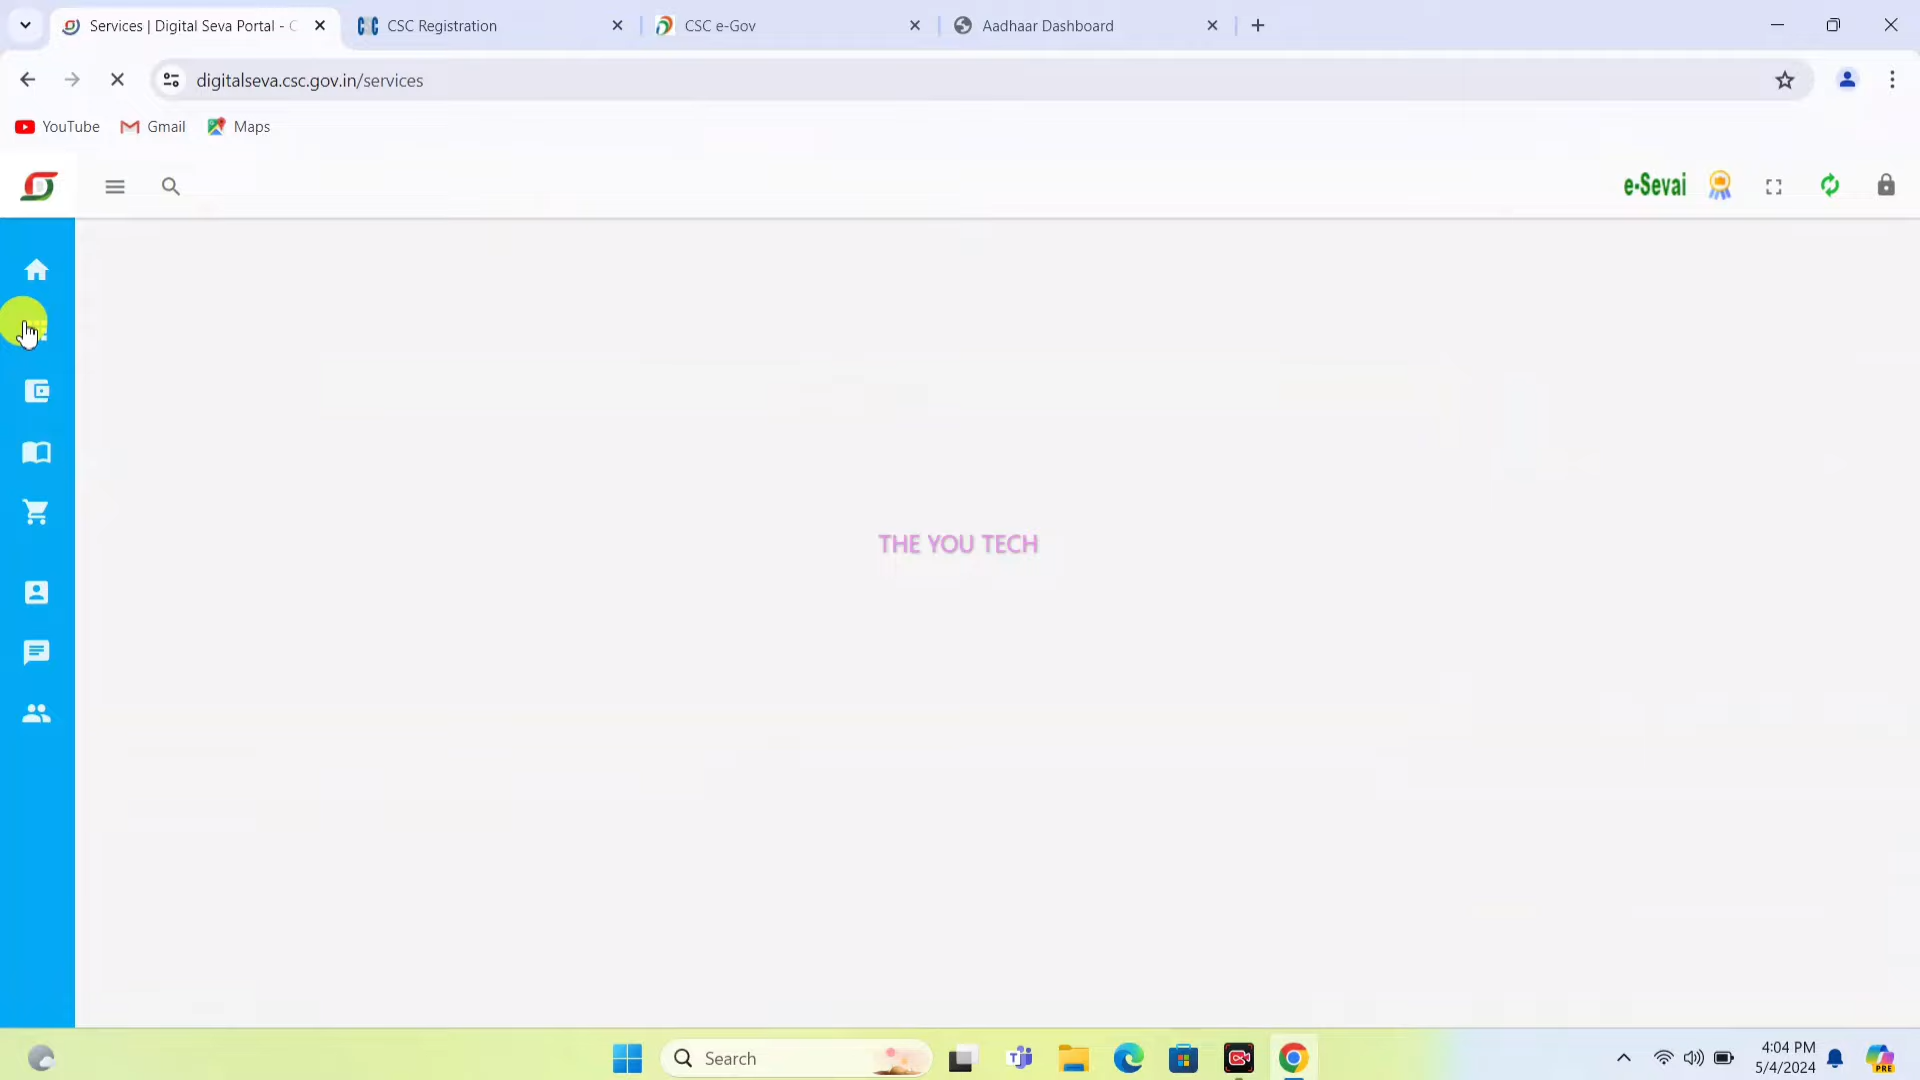 Services | Digital Seva Portal - C
CSC Registration
CSC e-Gov
Aadhaar Dashboard
digitalseva.csc.gov.in/services
YouTube
Gmail
Maps
e-Sevai
THE YOU TECH
Search
4:04 PM
5/4/2024
PRE